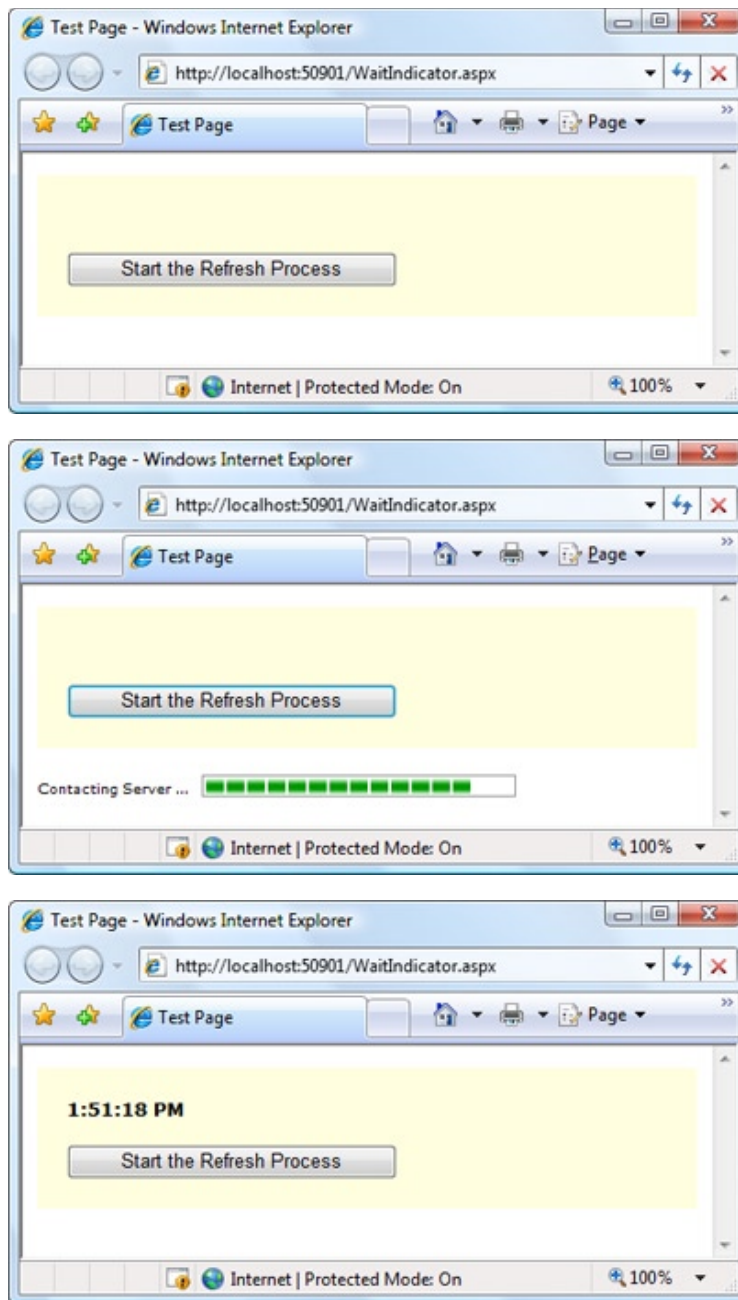 Test Page - Windows Internet Explorer
http://localhost:50901/WaitIndicator.aspx
Test Page
Page
Start the Refresh Process
Internet | Protected Mode: On
100%
Test Page - Windows Internet Explorer
http://localhost:50901/WaitIndicator.aspx
Test Page
Page
Start the Refresh Process
Contacting Server ...
Internet | Protected Mode: On
100%
Test Page - Windows Internet Explorer
http://localhost:50901/WaitIndicator.aspx
Test Page
Page
1:51:18 PM
Start the Refresh Process
Internet | Protected Mode: On
100%